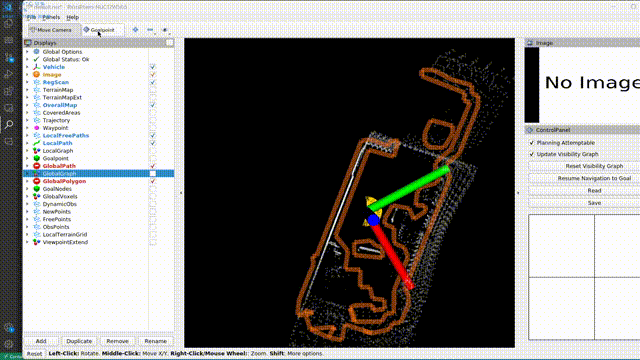 Panels Help
Move Camera Goalpoint
Displays
Global Options
Global Status: Ok
Vehicle
Image
RegScan
TerrainMap
TerrainMapExt
OverallMap
CoveredAreas
Trajectory
Waypoint
LocalFreePaths
LocalPath
LocalGraph
Goalpoint
GlobalPath
GlobalGraph
GlobalPolygon
GoalNodes
GlobalVoxels
DynamicObs
NewPoints
FreePoints
ObsPoints
LocalTerrainGrid
ViewpointExtend
Add Duplicate Remove Rename
Reset Left-Click: Rotate. Middle-Click: Move X/Y. Right-Click/Mouse Wheel: Zoom. Shift: More options.
Image
No Image
ControlPanel
Planning Attemptable
Update Visibility Graph
Reset Visibility Graph
Resume Navigation to Goal
Read
Save